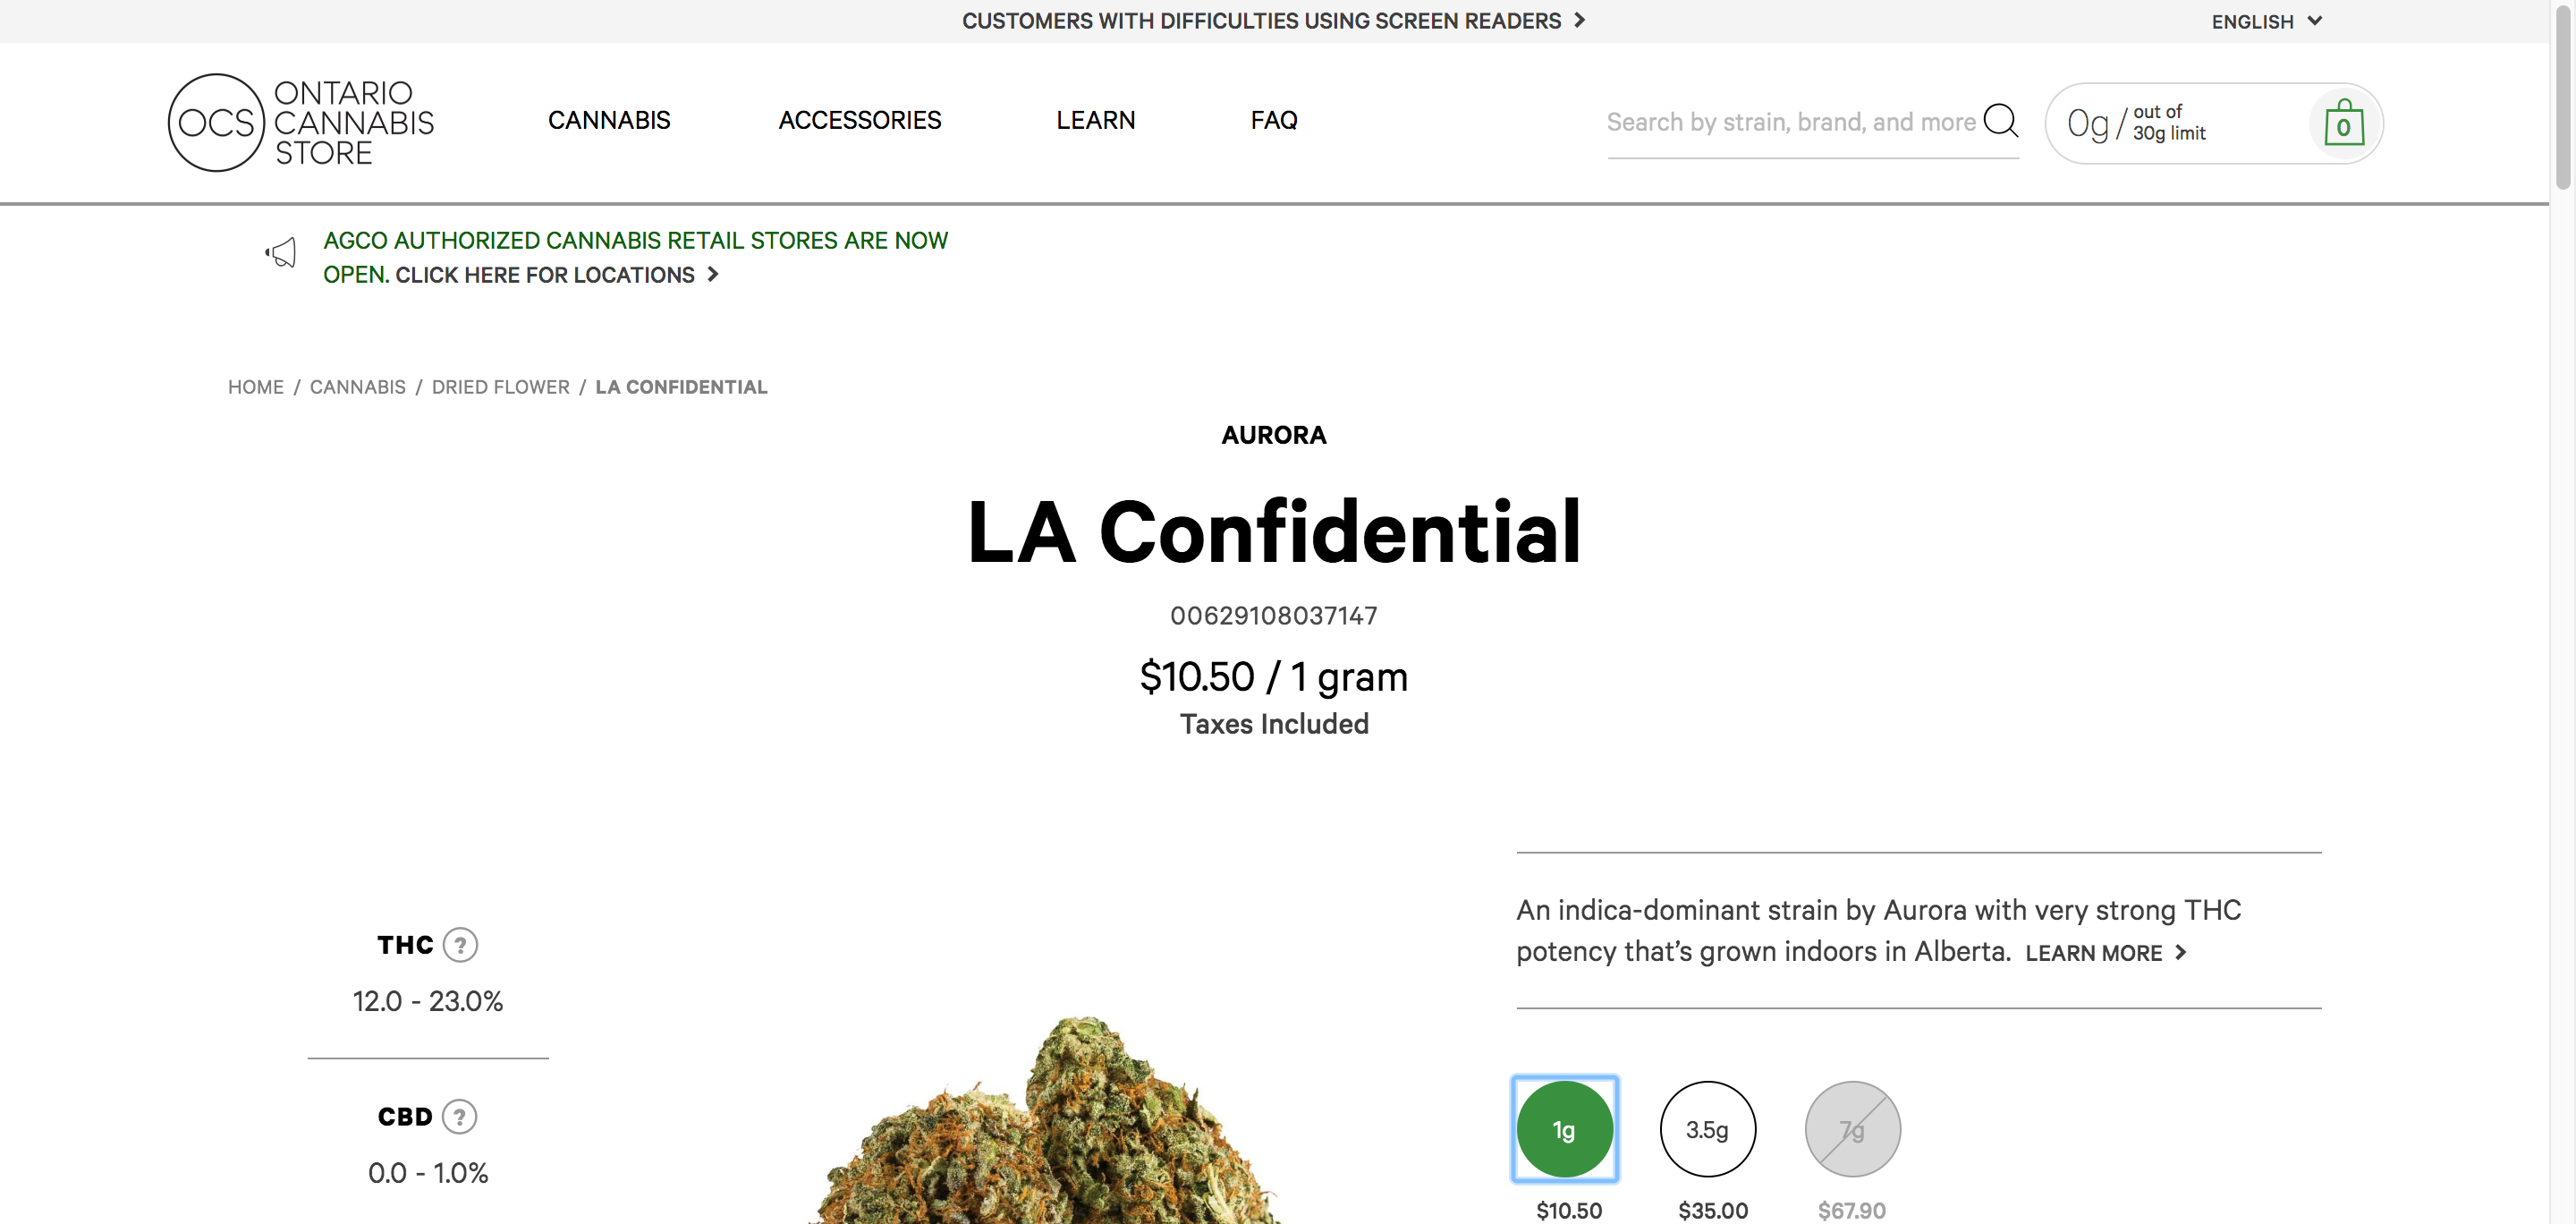 CUSTOMERS WITH DIFFICULTIES USING SCREEN READERS
ENGLISH
OCS
ONTARIO
CANNABIS
STORE
CANNABIS
ACCESSORIES
LEARN
FAQ
Search by strain, brand, and more
0g / out of
30g limit
0
AGCO AUTHORIZED CANNABIS RETAIL STORES ARE NOW
OPEN. CLICK HERE FOR LOCATIONS
HOME / CANNABIS / DRIED FLOWER / LA CONFIDENTIAL
AURORA
LA Confidential
00629108037147
$10.50 / 1 gram
Taxes Included
THC ?
12.0 - 23.0%
CBD ?
0.0 - 1.0%
An indica-dominant strain by Aurora with very strong THC
potency that’s grown indoors in Alberta. LEARN MORE
1g
3.5g
7g
$10.50
$35.00
$67.90